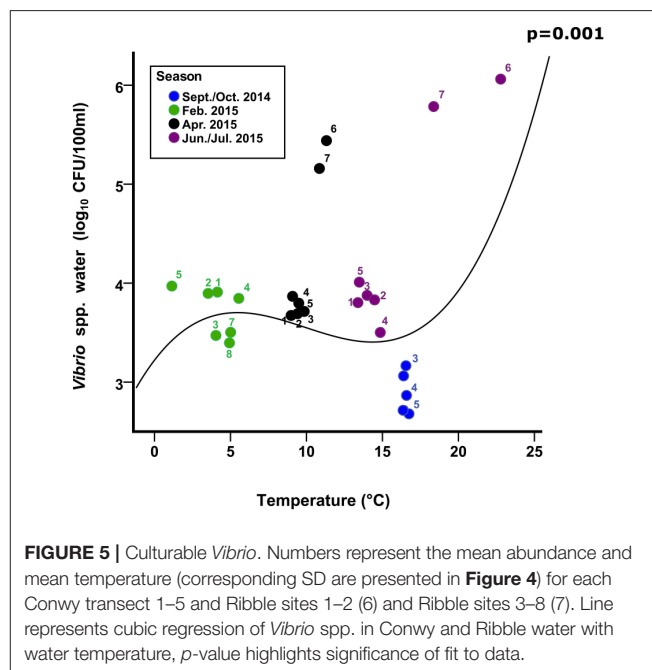 p=0.001
Season
Sept./Oct. 2014
Feb. 2015
Apr. 2015
Jun./Jul. 2015
Vibrio spp. water (log₁₀ CFU/100ml)
6
5
4
3
6
7
6
7
5
2 1
4
3
7
8
4
5
1
2
3
5
3
1
2
4
3
4
5
0
5
10
15
20
25
Temperature (°C)
FIGURE 5 | Culturable Vibrio. Numbers represent the mean abundance and
mean temperature (corresponding SD are presented in Figure 4) for each
Conwy transect 1–5 and Ribble sites 1–2 (6) and Ribble sites 3–8 (7). Line
represents cubic regression of Vibrio spp. in Conwy and Ribble water with
water temperature, p-value highlights significance of fit to data.